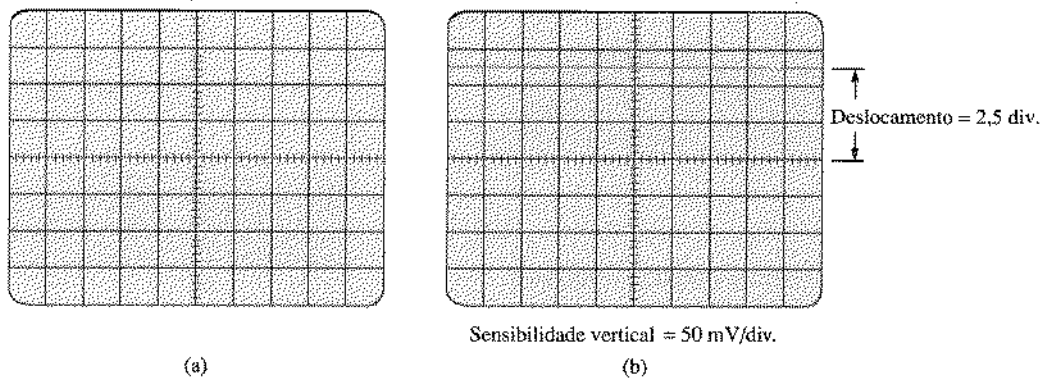 Deslocamento = 2,5 div.
Sensibilidade vertical = 50 mV/div.
(a)
(b)